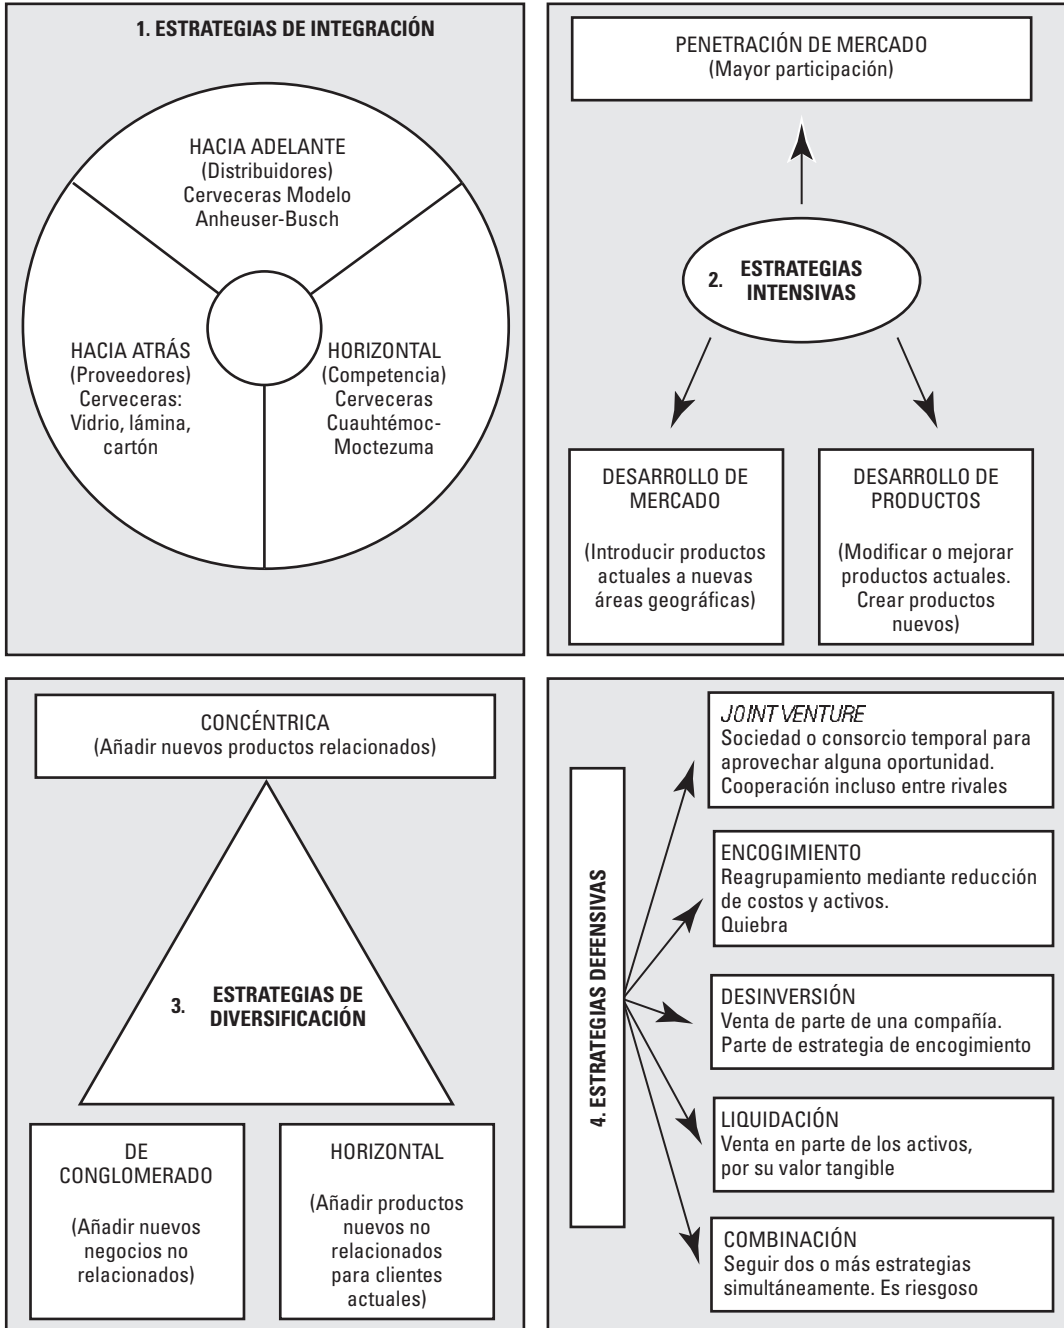 1. ESTRATEGIAS DE INTEGRACIÓN
HACIA ADELANTE
(Distribuidores)
Cerveceras Modelo
Anheuser-Busch
HACIA ATRÁS
(Proveedores)
Cerveceras:
Vidrio, lámina,
cartón
HORIZONTAL
(Competencia)
Cerveceras
Cuauhtémoc-
Moctezuma
PENETRACIÓN DE MERCADO
(Mayor participación)
2. ESTRATEGIAS
INTENSIVAS
DESARROLLO DE
MERCADO
(Introducir productos
actuales a nuevas
áreas geográficas)
DESARROLLO DE
PRODUCTOS
(Modificar o mejorar
productos actuales.
Crear productos
nuevos)
CONCÉNTRICA
(Añadir nuevos productos relacionados)
3. ESTRATEGIAS DE
DIVERSIFICACIÓN
DE
CONGLOMERADO
(Añadir nuevos
negocios no
relacionados)
HORIZONTAL
(Añadir productos
nuevos no
relacionados
para clientes
actuales)
4. ESTRATEGIAS DEFENSIVAS
JOINT VENTURE
Sociedad o consorcio temporal para
aprovechar alguna oportunidad.
Cooperación incluso entre rivales
ENCOGIMIENTO
Reagrupamiento mediante reducción
de costos y activos.
Quiebra
DESINVERSIÓN
Venta de parte de una compañía.
Parte de estrategia de encogimiento
LIQUIDACIÓN
Venta en parte de los activos,
por su valor tangible
COMBINACIÓN
Seguir dos o más estrategias
simultáneamente. Es riesgoso